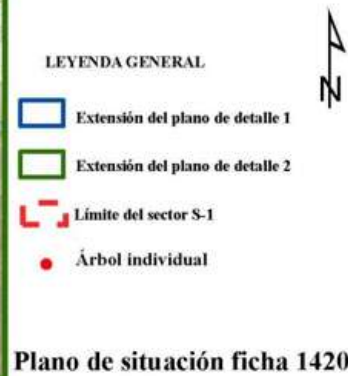 N
LEYENDA GENERAL
Extensión del plano de detalle 1
Extensión del plano de detalle 2
Límite del sector S-1
Árbol individual
Plano de situación ficha 1420